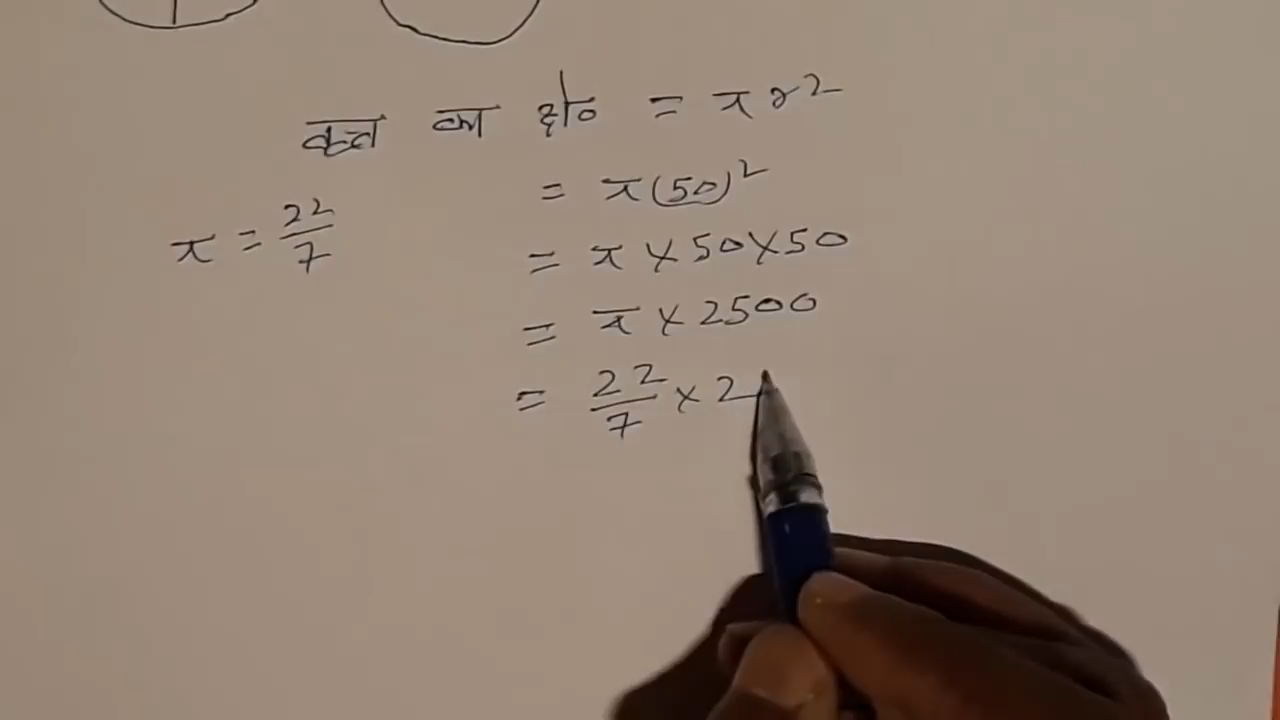 वृत्त का क्षे० = πr²
= π(50)²
π = 22/7
= π × 50 × 50
= π × 2500
= 22/7 × 2